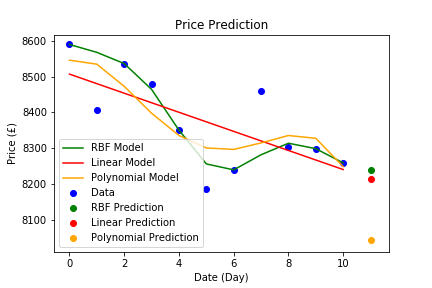 Price Prediction
8600
8500
8400
8300
8200
8100
Price (£)
RBF Model
Linear Model
Polynomial Model
Data
RBF Prediction
Linear Prediction
Polynomial Prediction
0
2
4
6
8
10
Date (Day)